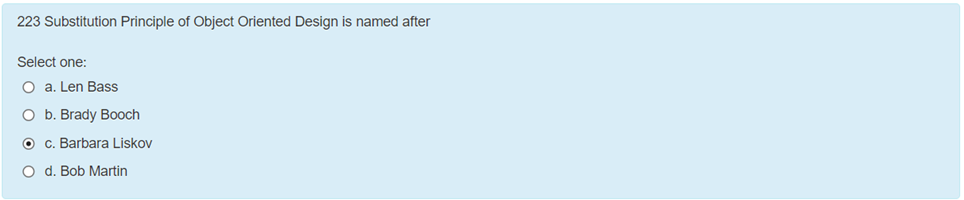 223 Substitution Principle of Object Oriented Design is named after
Select one:
a. Len Bass
b. Brady Booch
c. Barbara Liskov
d. Bob Martin